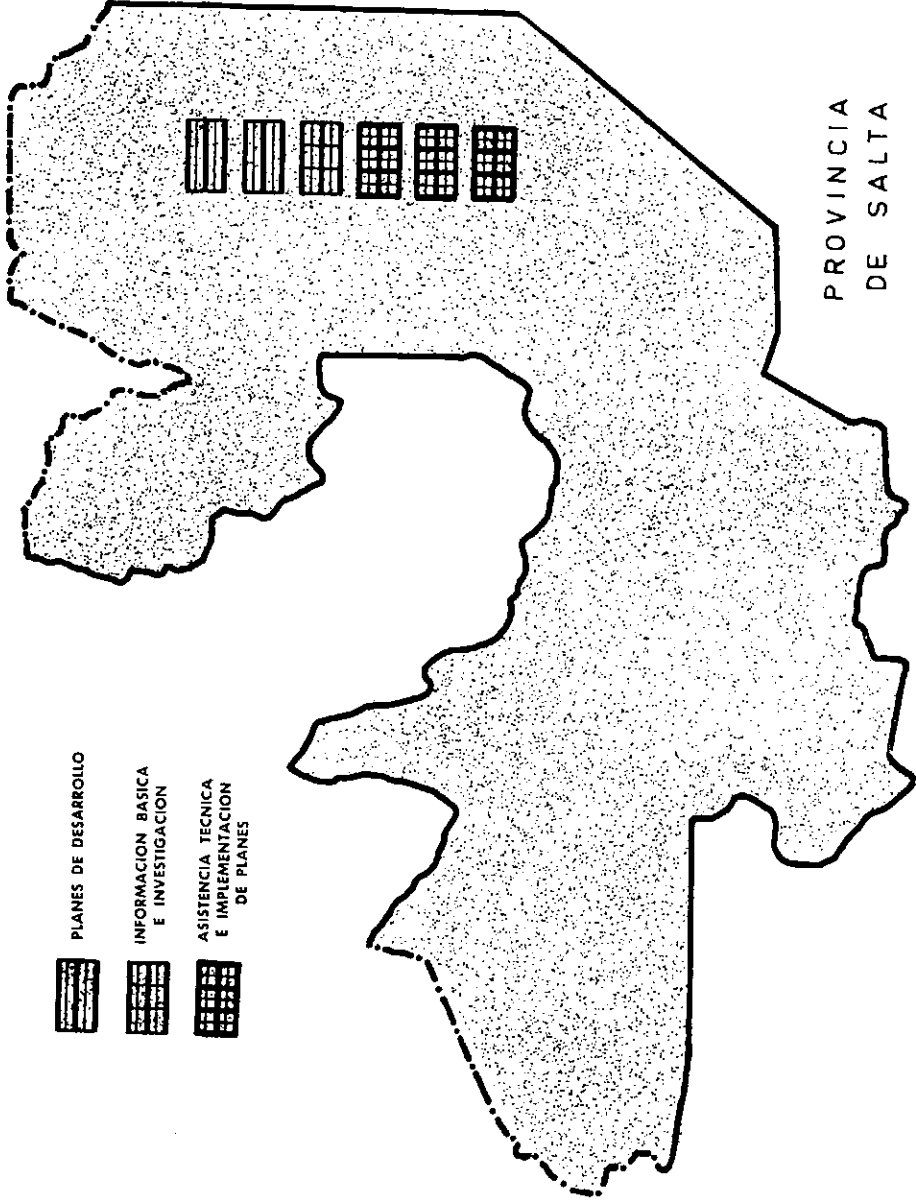 PLANES DE DESARROLLO
INFORMACION BASICA
E INVESTIGACION
ASISTENCIA TECNICA
E IMPLEMENTACION
DE PLANES
PROVINCIA
DE SALTA